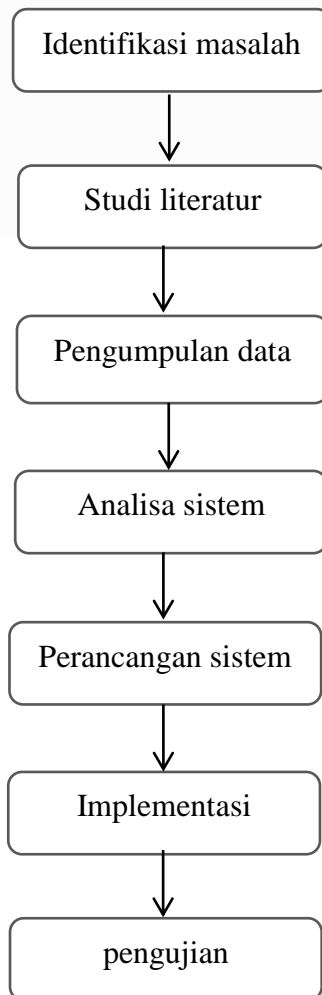 Identifikasi masalah
Studi literatur
Pengumpulan data
Analisa sistem
Perancangan sistem
Implementasi
pengujian